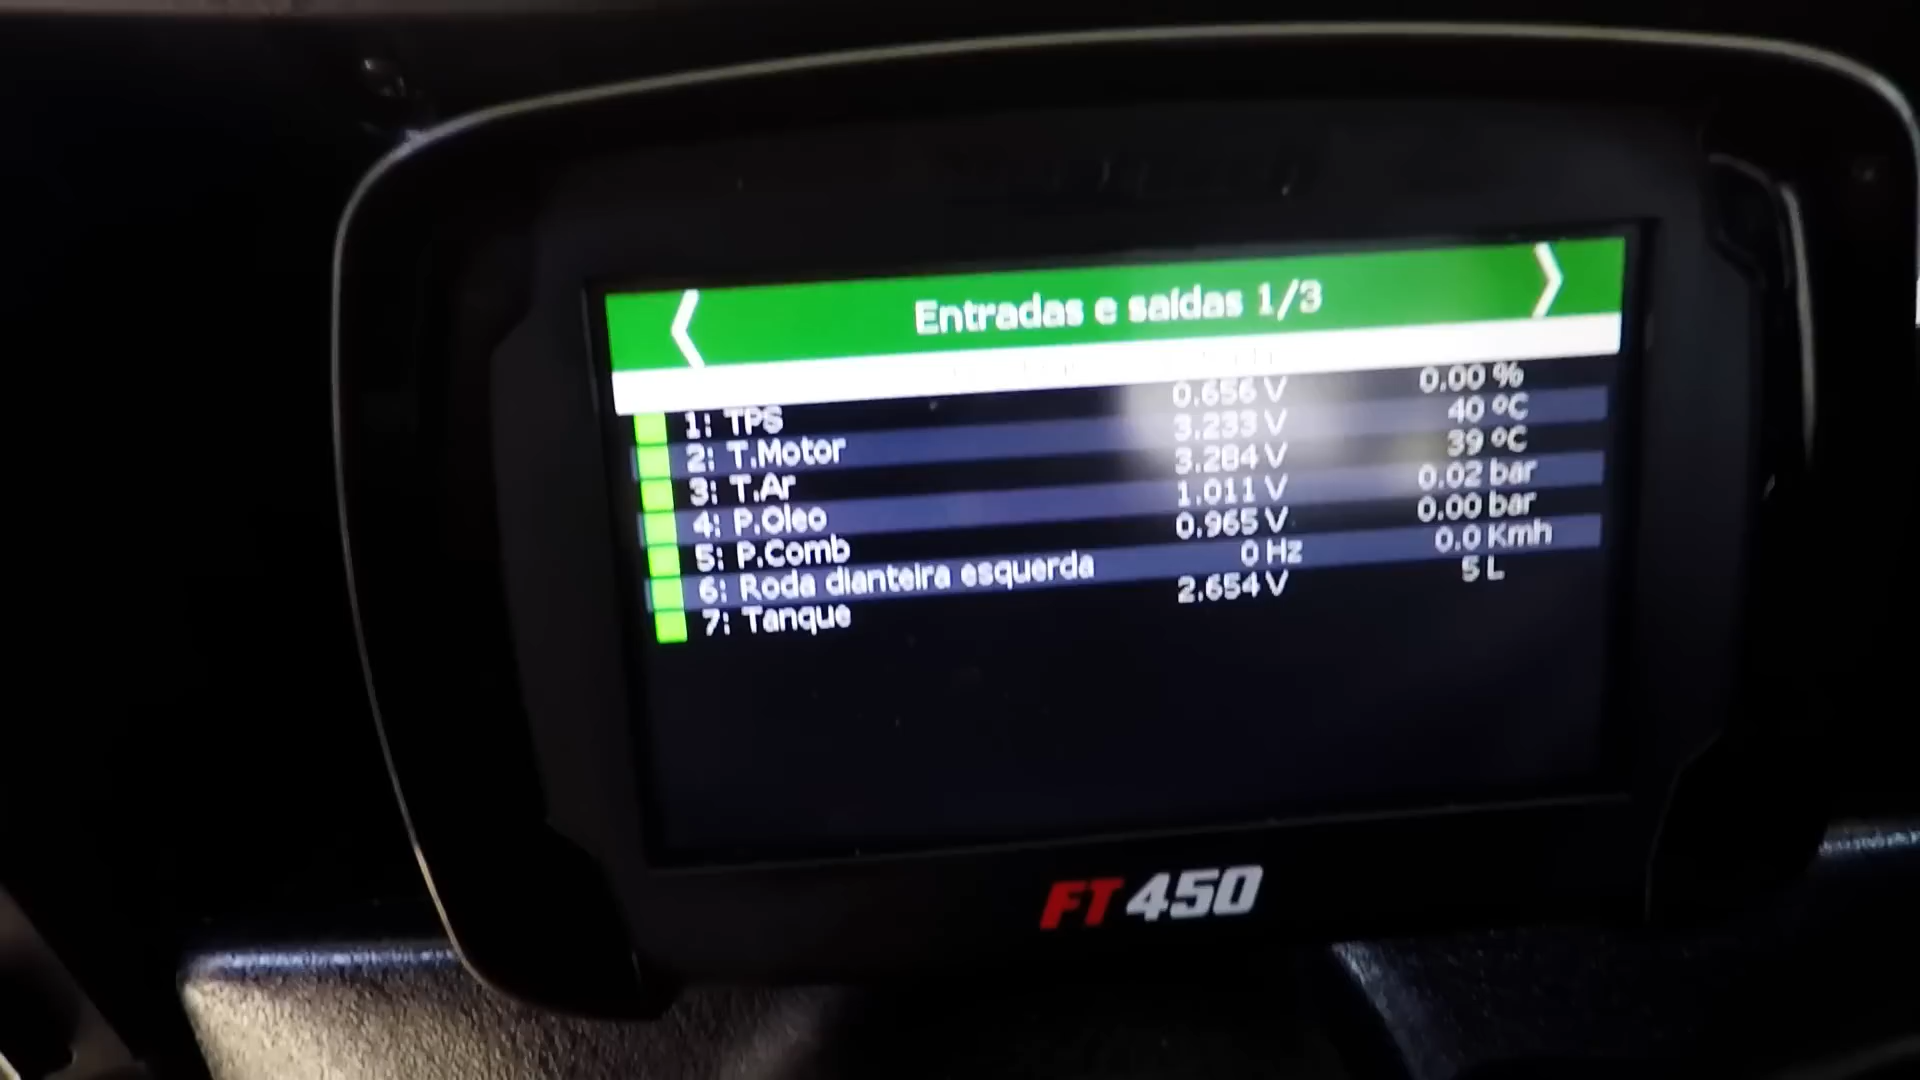 Entradas e saídas 1/3
1: TPS 0.656 V 0.00 %
2: T.Motor 3.233 V 40 ºC
3: T.Ar 3.284 V 39 ºC
4: P.Oleo 1.011 V 0.02 bar
5: P.Comb 0.965 V 0.00 bar
6: Roda dianteira esquerda 0 Hz 0.0 Kmh
7: Tanque 2.654 V 5 L
FT450